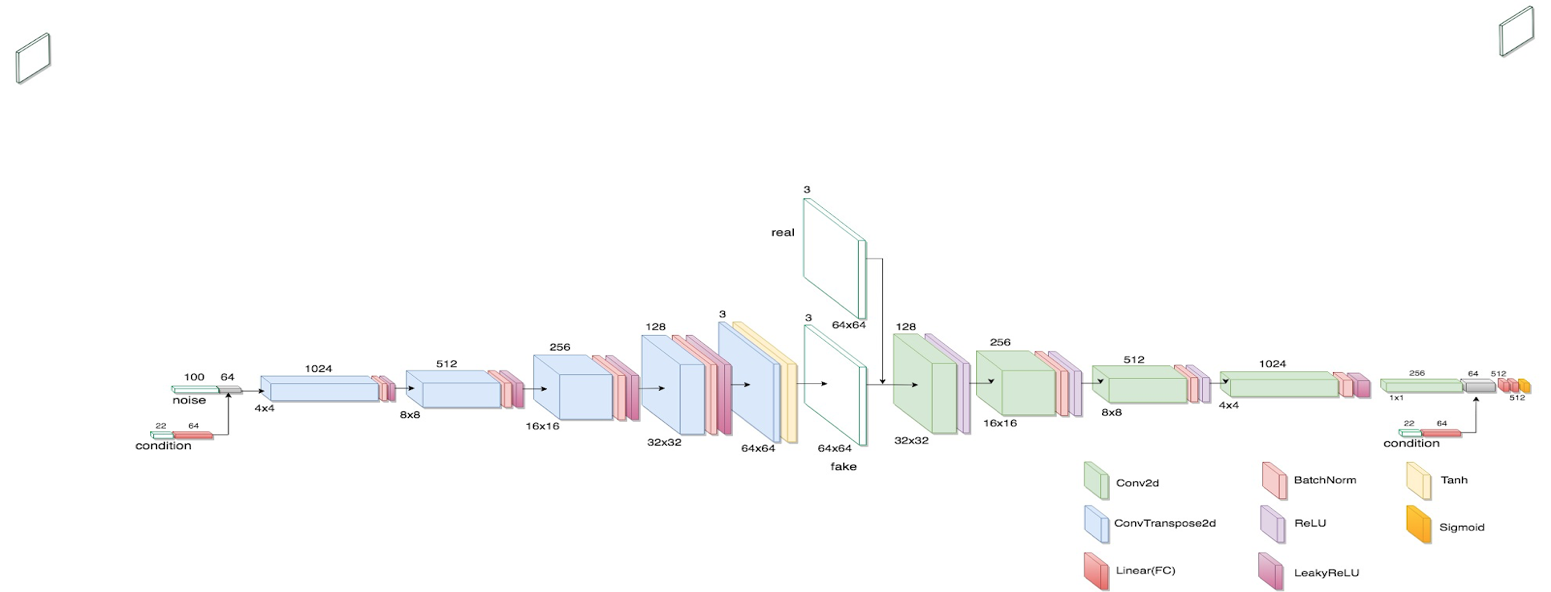 3
real
64x64
100 64
noise
22 64
condition
1024
4x4
512
8x8
256
16x16
128
32x32
3
64x64
3
64x64
fake
128
32x32
256
16x16
512
8x8
1024
4x4
256 64 512
1x1 512
22 64
condition
Conv2d BatchNorm Tanh
ConvTranspose2d ReLU Sigmoid
Linear(FC) LeakyReLU